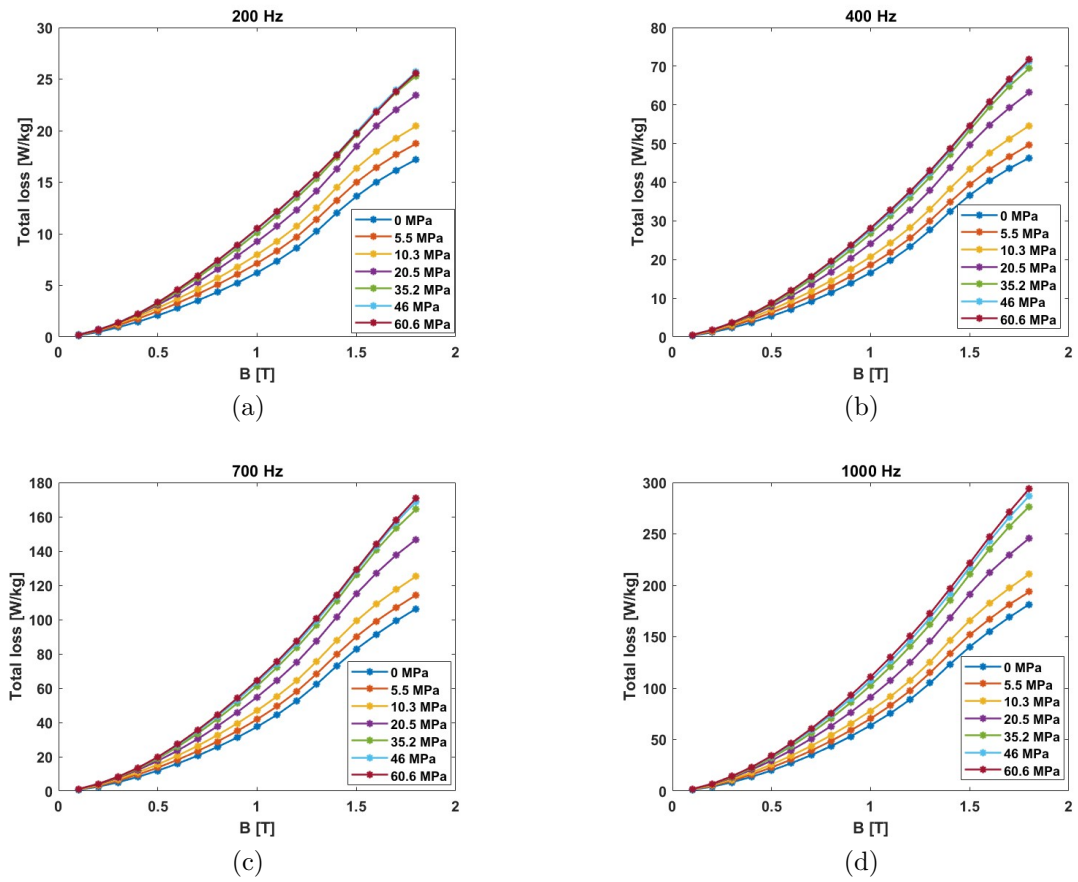 200 Hz
30
25
20
15
10
5
0
0 0.5 1 1.5 2
Total loss [W/kg]
B [T]
0 MPa
5.5 MPa
10.3 MPa
20.5 MPa
35.2 MPa
46 MPa
60.6 MPa
(a)
400 Hz
80
70
60
50
40
30
20
10
0
0 0.5 1 1.5 2
Total loss [W/kg]
B [T]
0 MPa
5.5 MPa
10.3 MPa
20.5 MPa
35.2 MPa
46 MPa
60.6 MPa
(b)
700 Hz
180
160
140
120
100
80
60
40
20
0
0 0.5 1 1.5 2
Total loss [W/kg]
B [T]
0 MPa
5.5 MPa
10.3 MPa
20.5 MPa
35.2 MPa
46 MPa
60.6 MPa
(c)
1000 Hz
300
250
200
150
100
50
0
0 0.5 1 1.5 2
Total loss [W/kg]
B [T]
0 MPa
5.5 MPa
10.3 MPa
20.5 MPa
35.2 MPa
46 MPa
60.6 MPa
(d)